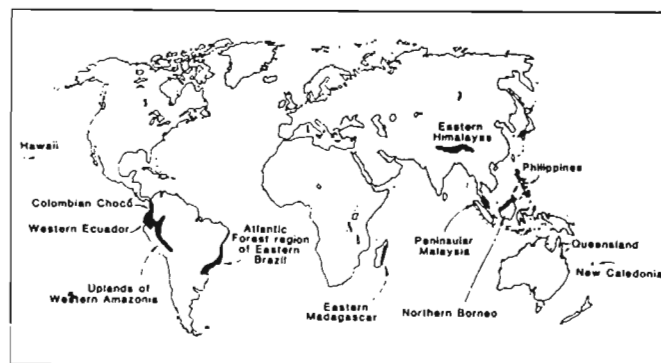 Hawaii
Eastern
Himalayas
Philippines
Colombian Chocó
Western Ecuador
Atlantic
Forest region
of Eastern
Brazil
Uplands of
Western Amazonia
Eastern
Madagascar
Peninsular
Malaysia
Northern Borneo
Queensland
New Caledonia